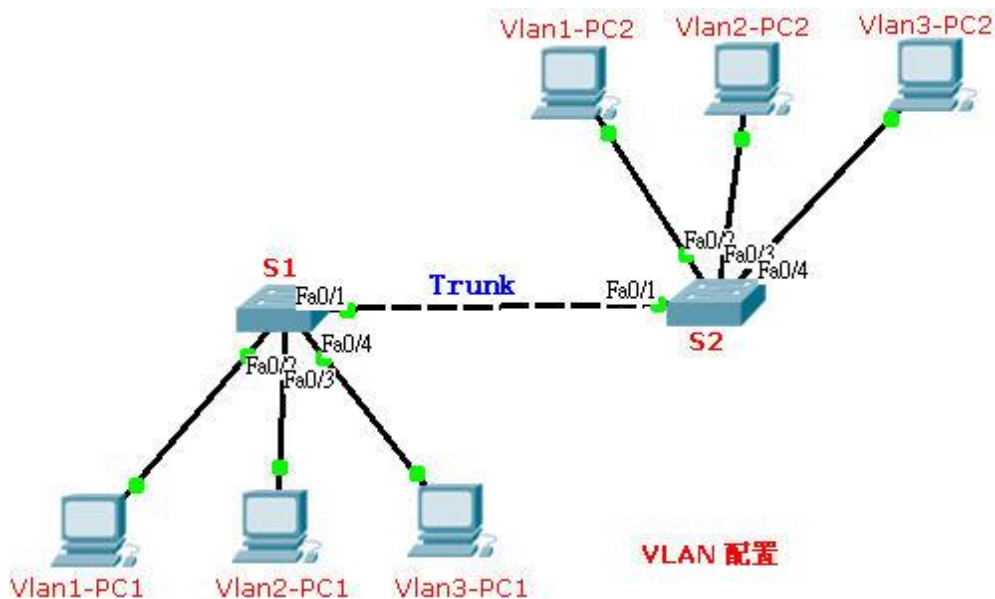 Vlan1-PC2
Vlan2-PC2
Vlan3-PC2
Fa0/2
Fa0/3
Fa0/4
S1
Trunk
Fa0/1
Fa0/1
S2
Fa0/4
Fa0/2
Fa0/3
VLAN 配置
Vlan1-PC1
Vlan2-PC1
Vlan3-PC1